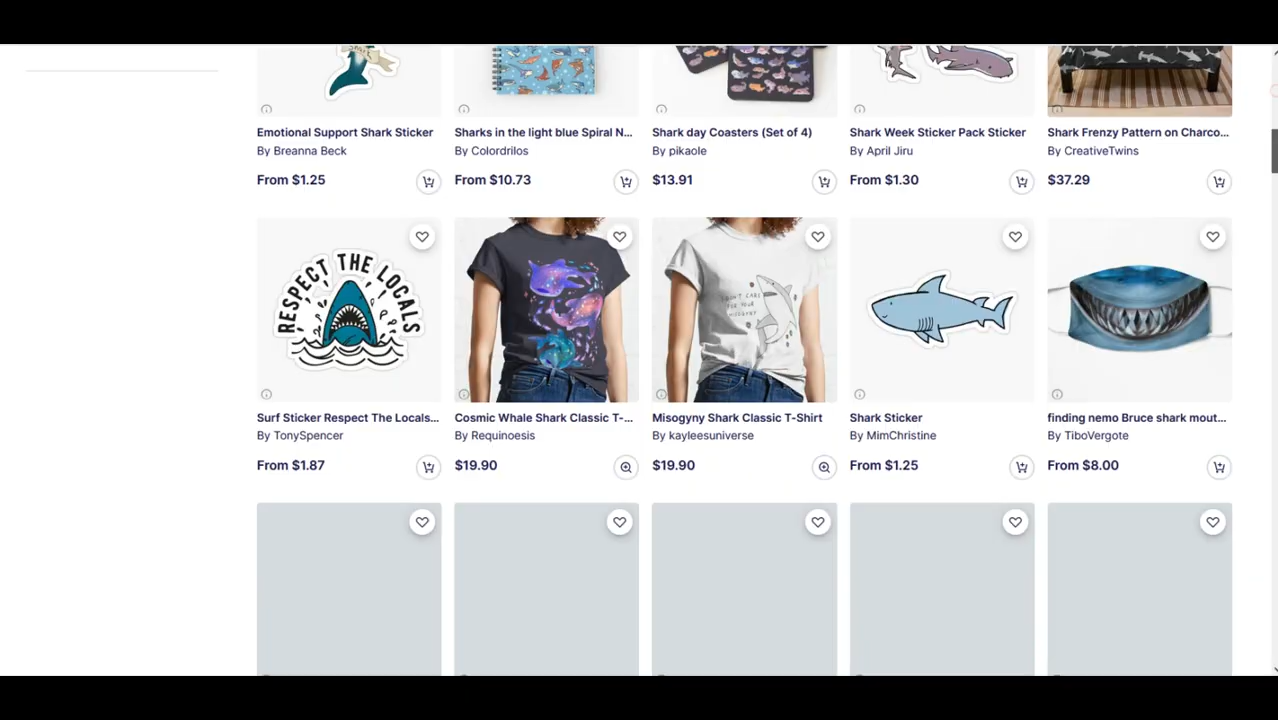 Emotional Support Shark Sticker
By Breanna Beck
From $1.25
Sharks in the light blue Spiral N...
By Colordrilos
From $10.73
Shark day Coasters (Set of 4)
By pikaole
$13.91
Shark Week Sticker Pack Sticker
By April Jiru
From $1.30
Shark Frenzy Pattern on Charco...
By CreativeTwins
$37.29
RESPECT THE LOCALS
Surf Sticker Respect The Locals...
By TonySpencer
From $1.87
Cosmic Whale Shark Classic T-...
By Requinoesis
$19.90
I DON'T CARE
FOR YOUR
MISOGYNY
Misogyny Shark Classic T-Shirt
By kayleesuniverse
$19.90
Shark Sticker
By MimChristine
From $1.25
finding nemo Bruce shark mout...
By TiboVergote
From $8.00